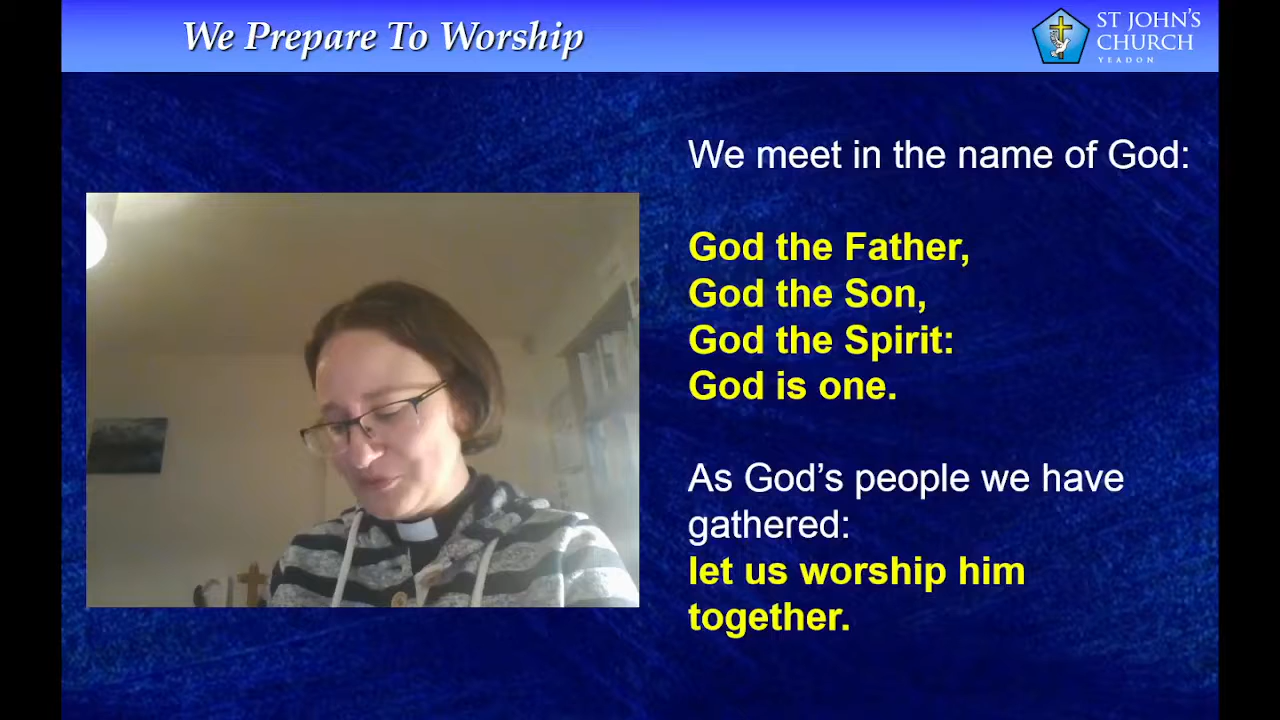 We Prepare To Worship
ST JOHN'S
CHURCH
YEADON
We meet in the name of God:
God the Father,
God the Son,
God the Spirit:
God is one.
As God’s people we have
gathered:
let us worship him
together.